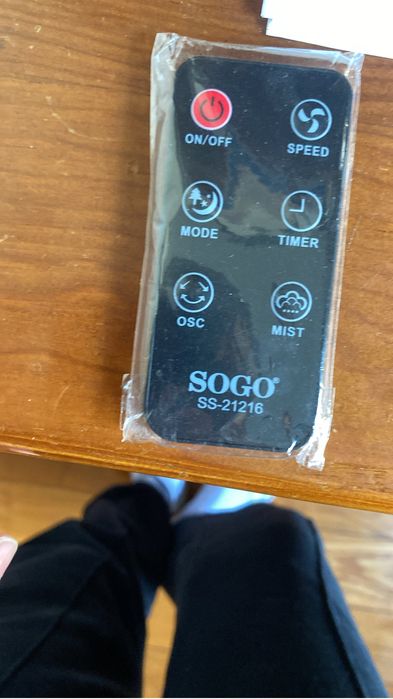 ON/OFF
SPEED
MODE
TIMER
OSC
MIST
SOGO®
SS-21216